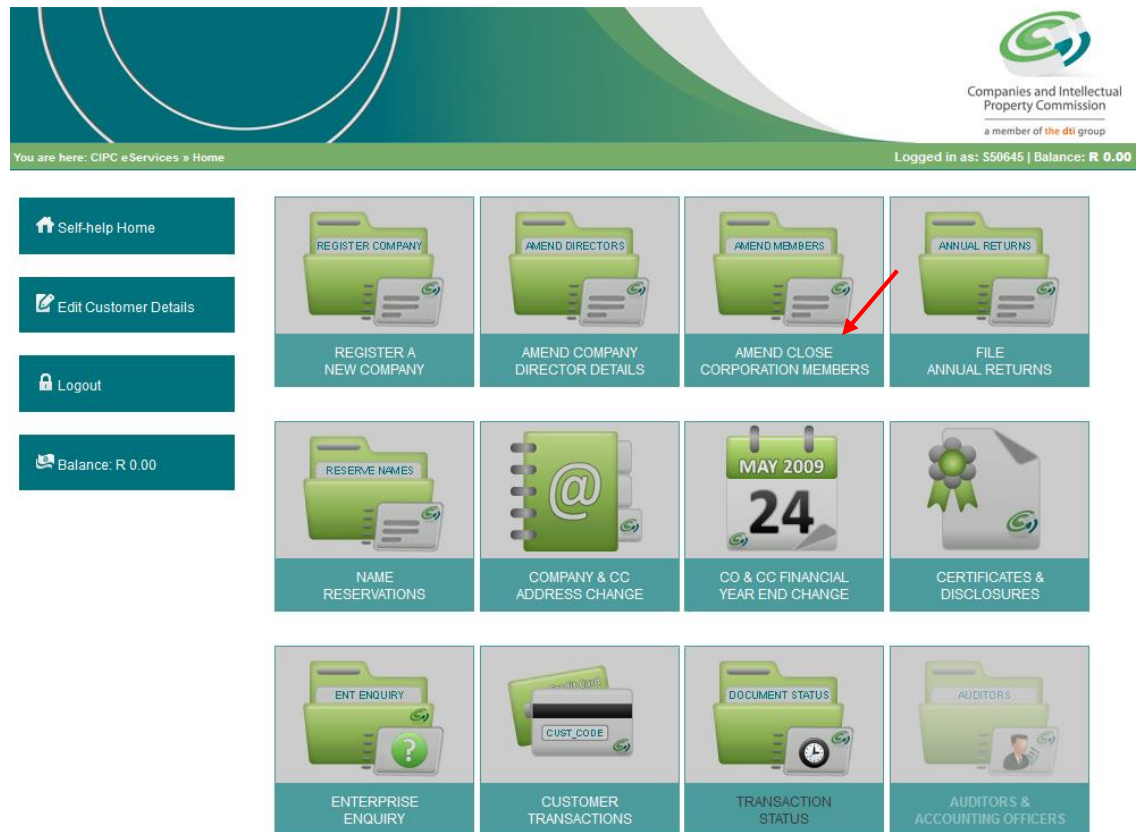 Companies and Intellectual
Property Commission
a member of the dti group
You are here: CIPC eServices » Home
Logged in as: S50645 | Balance: R 0.00
Self-help Home
Edit Customer Details
Logout
Balance: R 0.00
REGISTER COMPANY
REGISTER A
NEW COMPANY
AMEND DIRECTORS
AMEND COMPANY
DIRECTOR DETAILS
AMEND MEMBERS
AMEND CLOSE
CORPORATION MEMBERS
ANNUAL RETURNS
FILE
ANNUAL RETURNS
RESERVE NAMES
NAME
RESERVATIONS
@
COMPANY & CC
ADDRESS CHANGE
MAY 2009
24
CO & CC FINANCIAL
YEAR END CHANGE
CERTIFICATES &
DISCLOSURES
ENT ENQUIRY
?
ENTERPRISE
ENQUIRY
Credit Card
CUST_CODE
CUSTOMER
TRANSACTIONS
DOCUMENT STATUS
TRANSACTION
STATUS
AUDITORS
AUDITORS &
ACCOUNTING OFFICERS